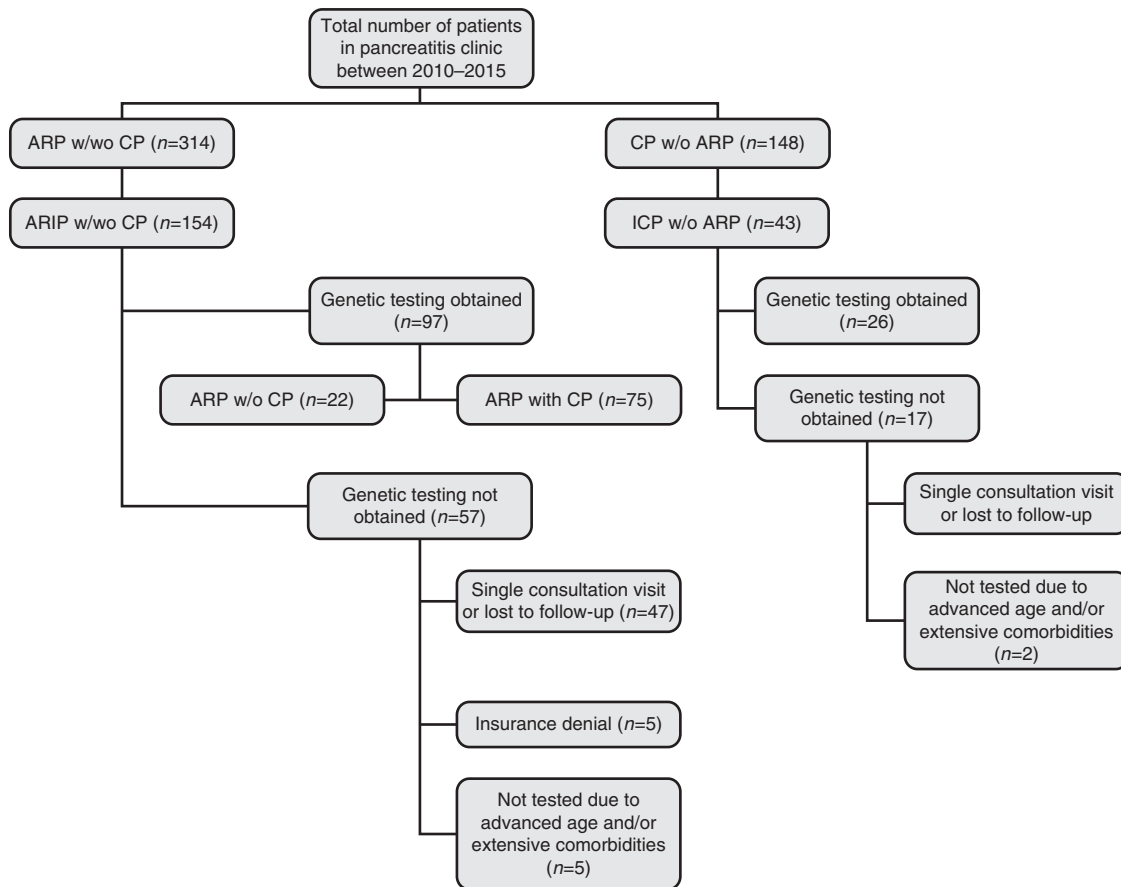 Total number of patients
in pancreatitis clinic
between 2010–2015
ARP w/wo CP (n=314)
CP w/o ARP (n=148)
ARIP w/wo CP (n=154)
ICP w/o ARP (n=43)
Genetic testing obtained
(n=97)
Genetic testing obtained
(n=26)
ARP w/o CP (n=22)
ARP with CP (n=75)
Genetic testing not
obtained (n=17)
Genetic testing not
obtained (n=57)
Single consultation visit
or lost to follow-up
Single consultation visit
or lost to follow-up (n=47)
Not tested due to
advanced age and/or
extensive comorbidities
(n=2)
Insurance denial (n=5)
Not tested due to
advanced age and/or
extensive comorbidities
(n=5)